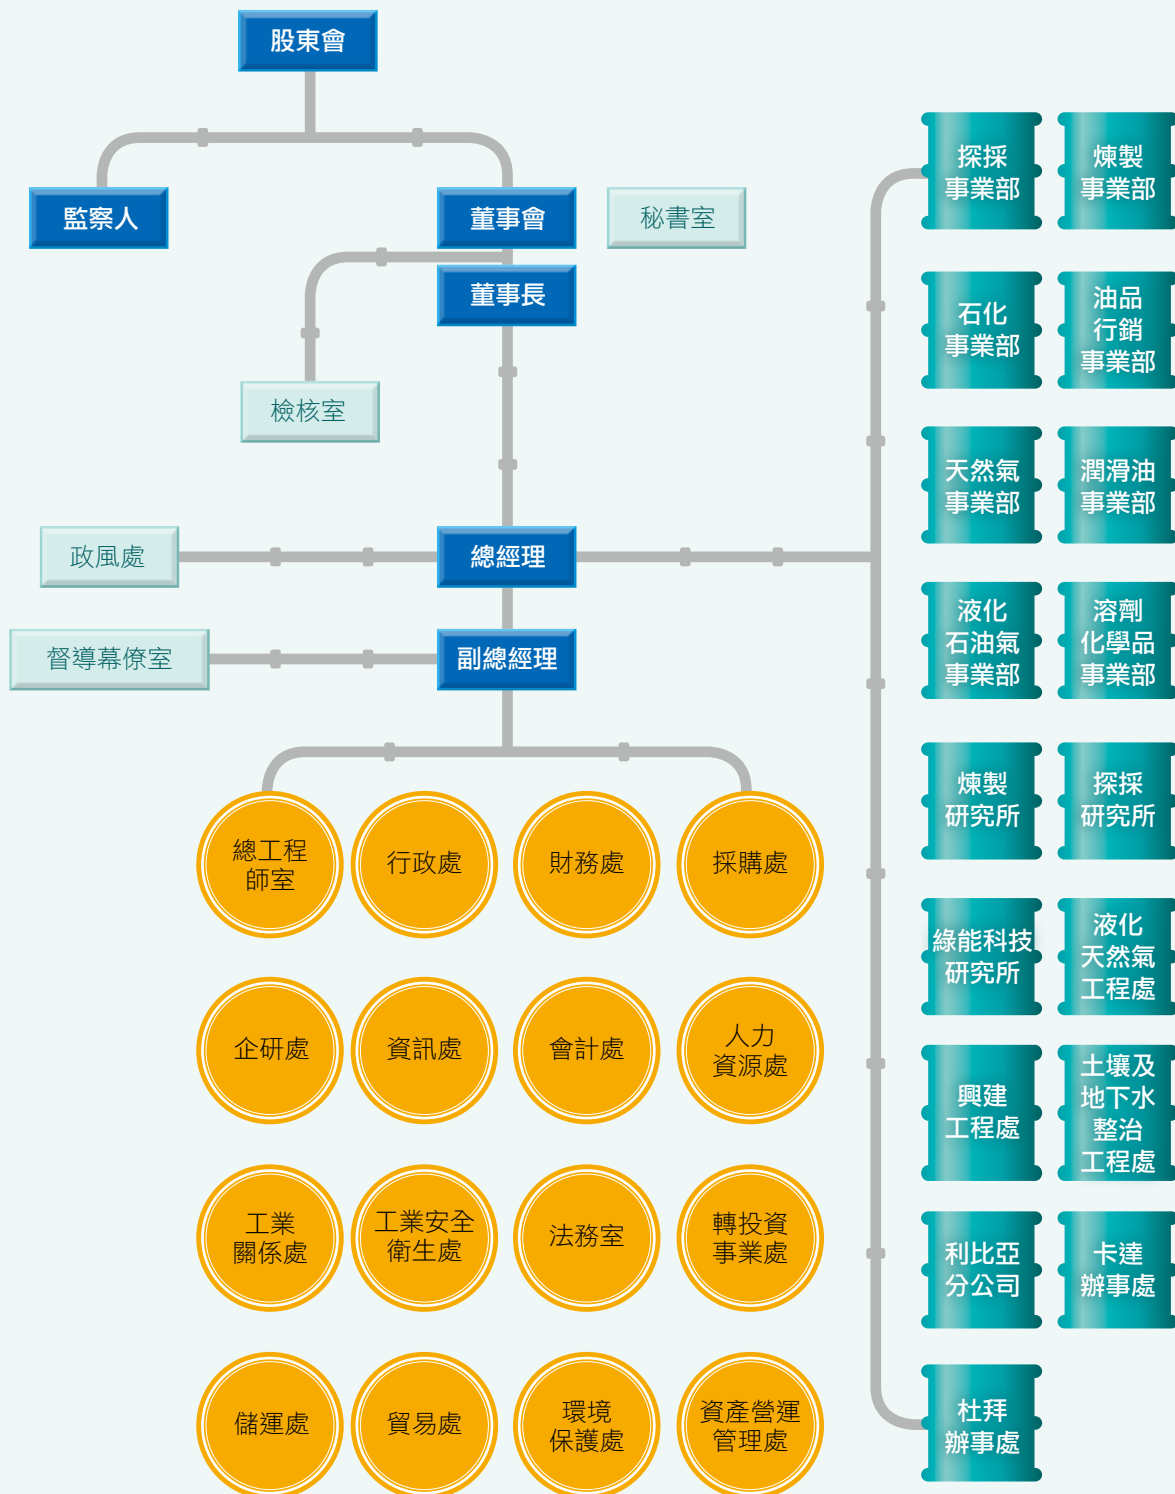 股東會
監察人
董事會
秘書室
董事長
檢核室
政風處
總經理
督導幕僚室
副總經理
總工程
師室
行政處
財務處
採購處
企研處
資訊處
會計處
人力
資源處
工業
關係處
工業安全
衛生處
法務室
轉投資
事業處
儲運處
貿易處
環境
保護處
資產營運
管理處
探採
事業部
煉製
事業部
石化
事業部
油品
行銷
事業部
天然氣
事業部
潤滑油
事業部
液化
石油氣
事業部
溶劑
化學品
事業部
煉製
研究所
探採
研究所
綠能科技
研究所
液化
天然氣
工程處
興建
工程處
土壤及
地下水
整治
工程處
利比亞
分公司
卡達
辦事處
杜拜
辦事處